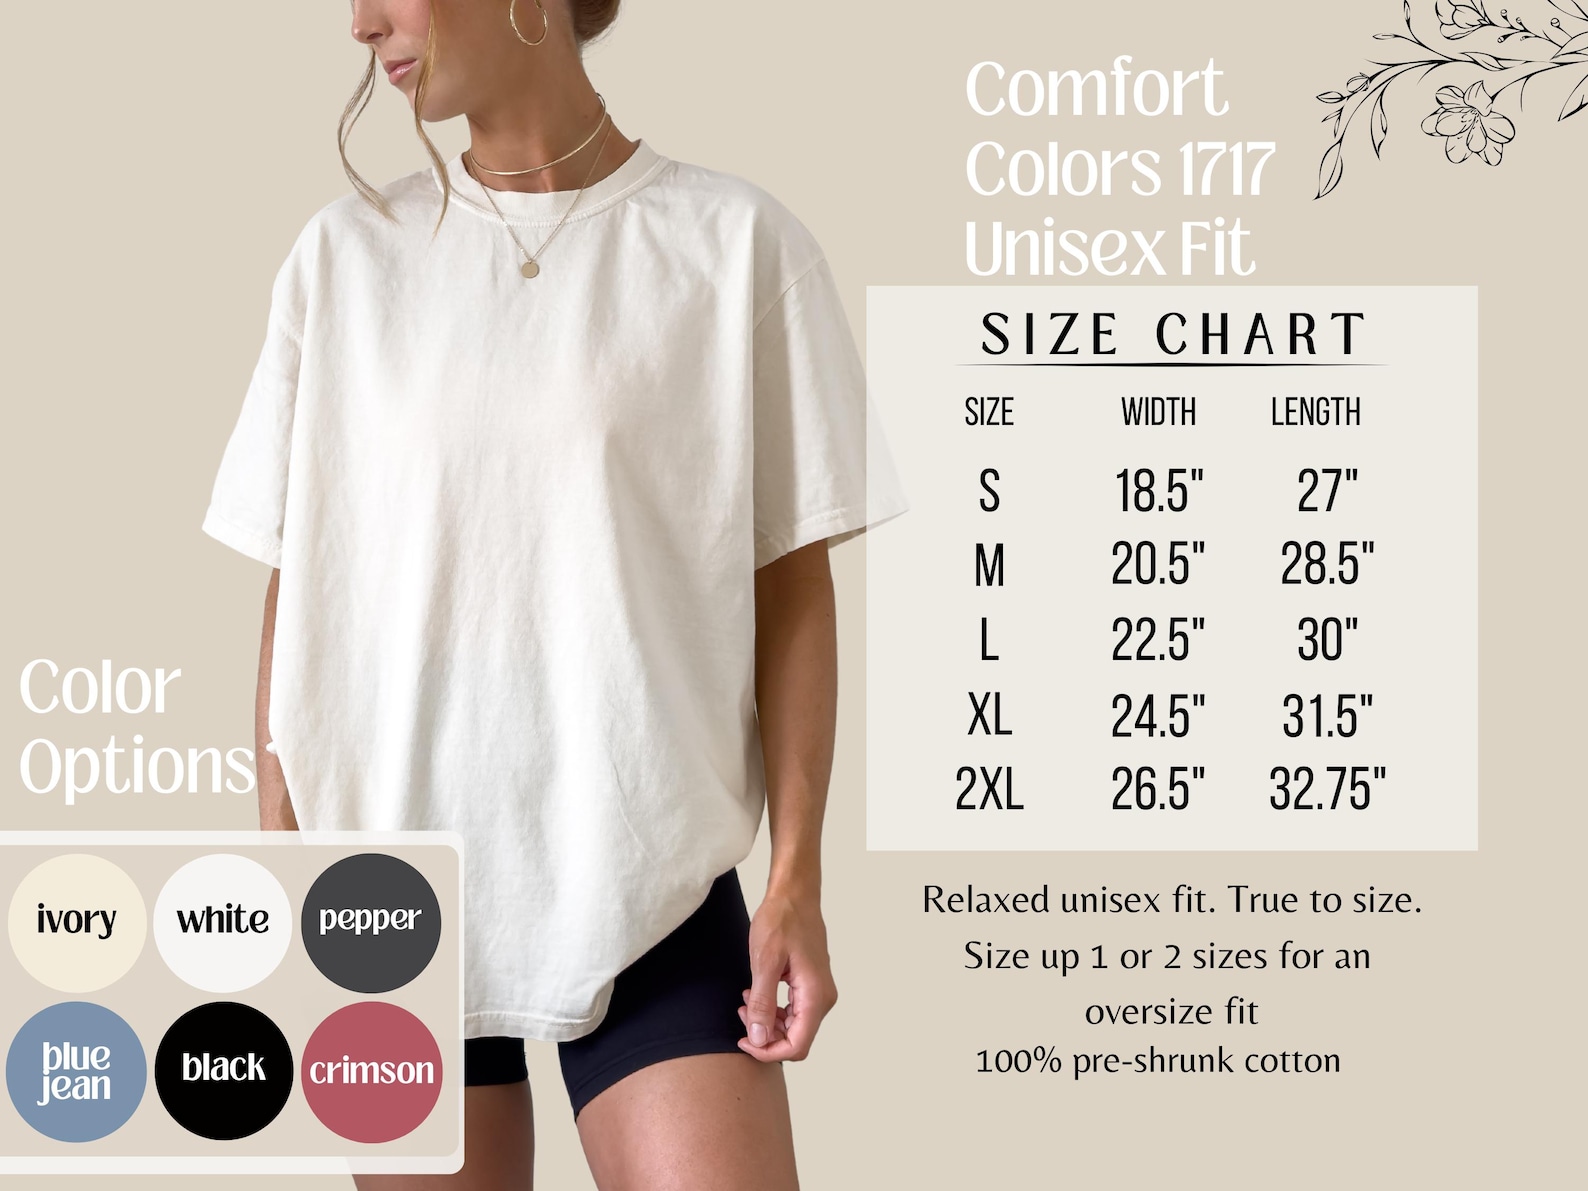 Comfort
Colors 1717
Unisex Fit
SIZE CHART
SIZE WIDTH LENGTH
S 18.5" 27"
M 20.5" 28.5"
L 22.5" 30"
XL 24.5" 31.5"
2XL 26.5" 32.75"
Relaxed unisex fit. True to size.
Size up 1 or 2 sizes for an
oversize fit
100% pre-shrunk cotton
Color
Options
ivory white pepper
blue
jean
black
crimson